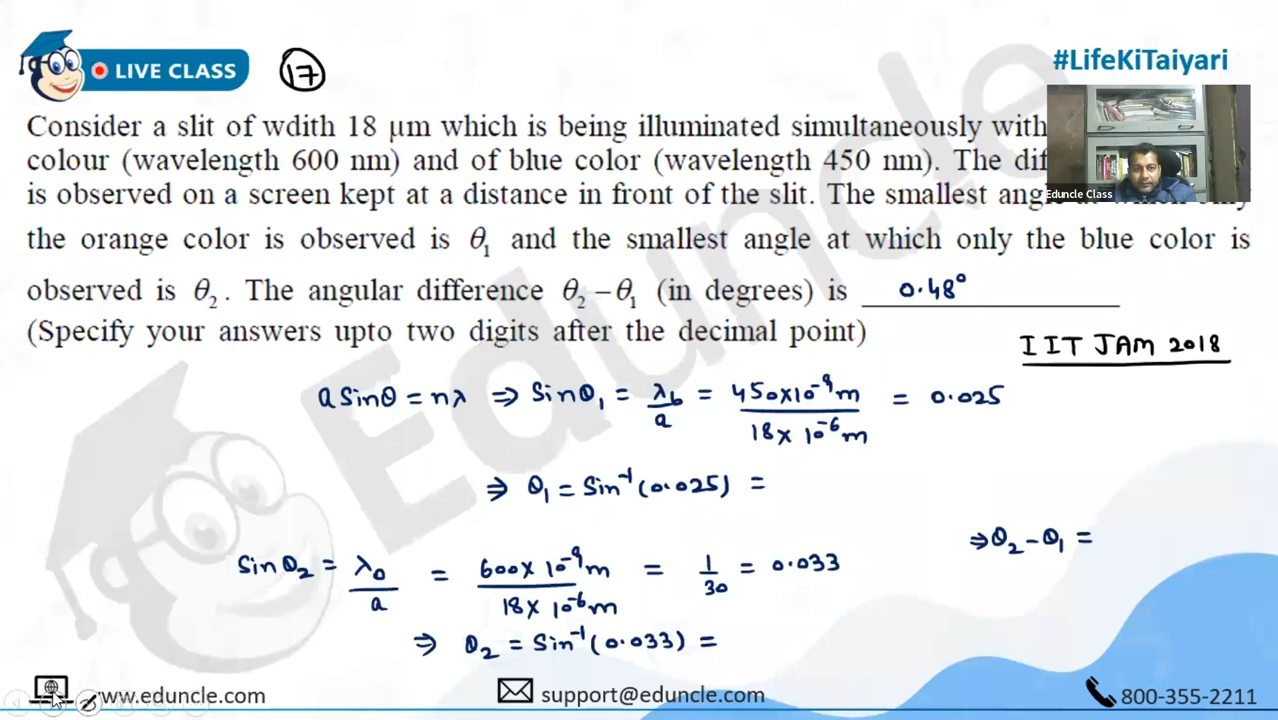 LIVE CLASS
17
#LifeKiTaiyari
Consider a slit of wdith 18 µm which is being illuminated simultaneously with
colour (wavelength 600 nm) and of blue color (wavelength 450 nm). The
is observed on a screen kept at a distance in front of the slit. The smallest
Eduncle Class
the orange color is observed is θ₁ and the smallest angle at which only the blue color is
observed is θ₂. The angular difference θ₂ − θ₁ (in degrees) is 0.48°
(Specify your answers upto two digits after the decimal point)
IIT JAM 2018
a Sinθ = nλ ⇒ Sinθ₁ = λb/a = 450×10⁻⁹m/18×10⁻⁶m = 0.025
⇒ θ₁ = Sin⁻¹(0.025) =
⇒ θ₂ − θ₁ =
Sinθ₂ = λ₀/a = 600×10⁻⁹m/18×10⁻⁶m = 1/30 = 0.033
⇒ θ₂ = Sin⁻¹(0.033) =
www.eduncle.com
support@eduncle.com
800-355-2211
Eduncle